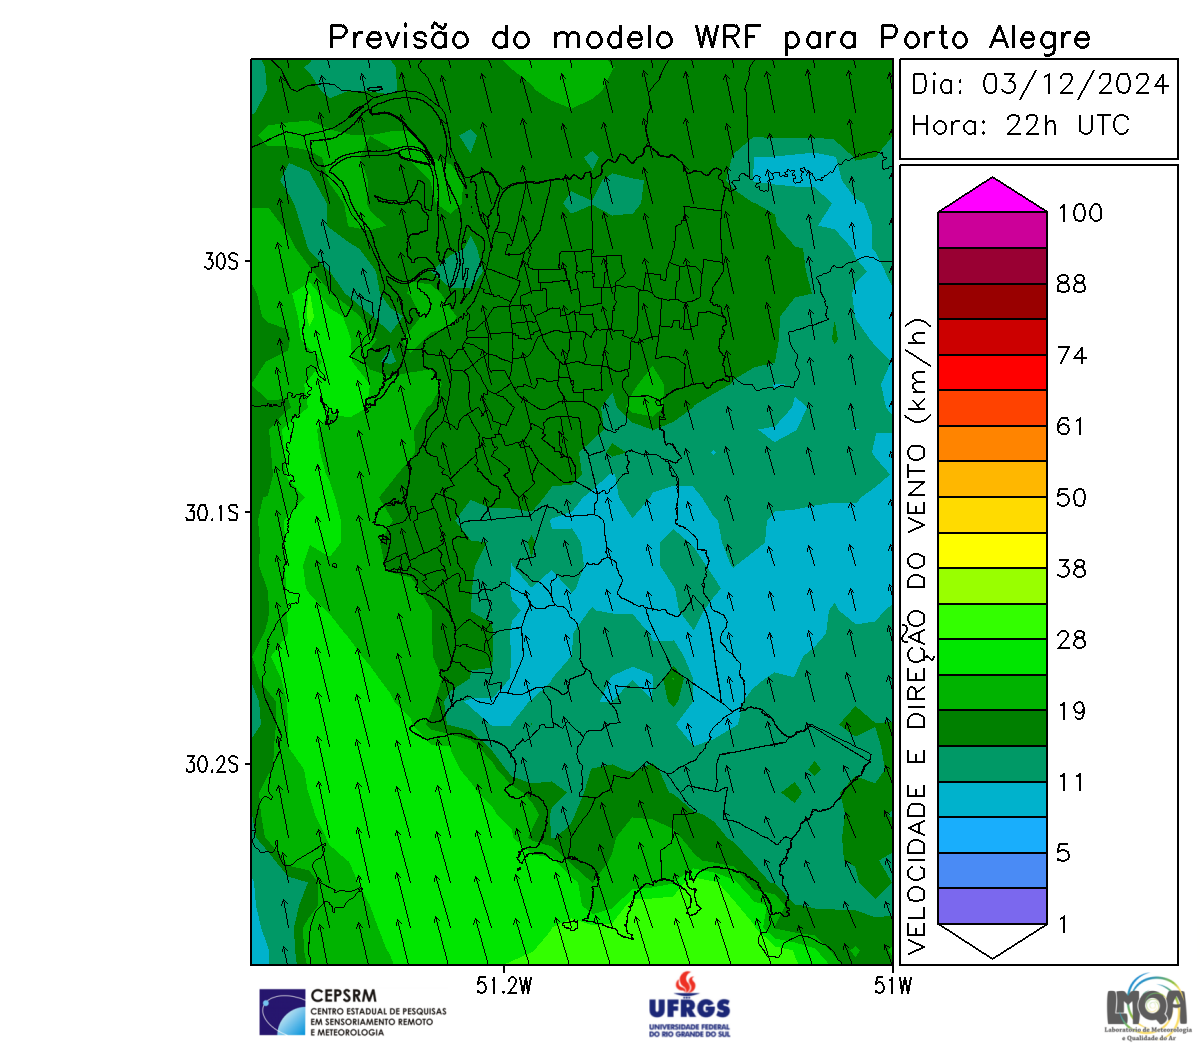 Previsão do modelo WRF para Porto Alegre
Dia: 03/12/2024
Hora: 22h UTC
30S
30.1S
30.2S
51.2W
51W
VELOCIDADE E DIREÇÃO DO VENTO (km/h)
100
88
74
61
50
38
28
19
11
5
1
CEPSRM
CENTRO ESTADUAL DE PESQUISAS
EM SENSORIAMENTO REMOTO
E METEOROLOGIA
UFRGS
UNIVERSIDADE FEDERAL
DO RIO GRANDE DO SUL
LMQA
Laboratório de Meteorologia
e Qualidade do Ar